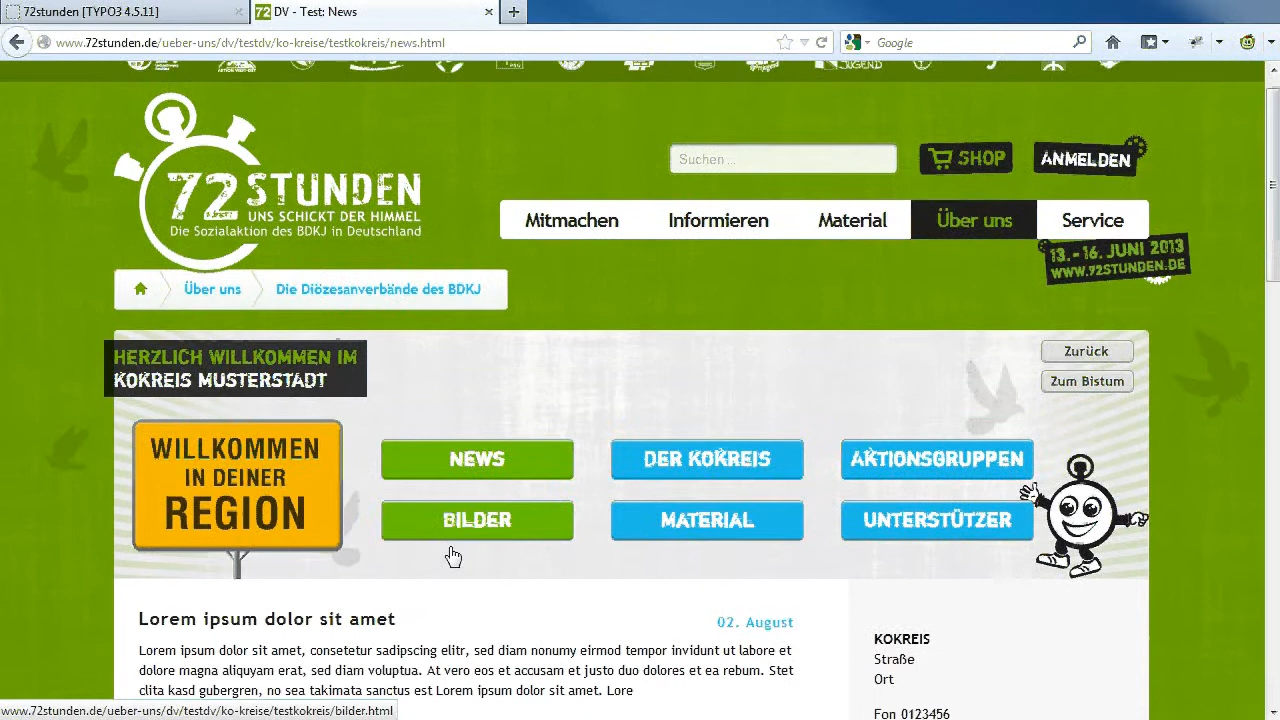 72stunden [TYPO3 4.5.11]
72 DV - Test: News
www.72stunden.de/ueber-uns/dv/testdv/ko-kreise/testkokreis/news.html
Google
72 STUNDEN
UNS SCHICKT DER HIMMEL
Die Sozialaktion des BDKJ in Deutschland
Suchen ...
SHOP
ANMELDEN
Mitmachen
Informieren
Material
Über uns
Service
13.-16. JUNI 2013
WWW.72STUNDEN.DE
Über uns
Die Diözesanverbände des BDKJ
HERZLICH WILLKOMMEN IM
KOKREIS MUSTERSTADT
Zurück
Zum Bistum
WILLKOMMEN
IN DEINER
REGION
NEWS
DER KOKREIS
AKTIONSGRUPPEN
BILDER
MATERIAL
UNTERSTÜTZER
Lorem ipsum dolor sit amet
02. August
Lorem ipsum dolor sit amet, consetetur sadipscing elitr, sed diam nonumy eirmod tempor invidunt ut labore et
dolore magna aliquyam erat, sed diam voluptua. At vero eos et accusam et justo duo dolores et ea rebum. Stet
clita kasd gubergren, no sea takimata sanctus est Lorem ipsum dolor sit amet. Lore
KOKREIS
Straße
Ort
Fon 0123456
www.72stunden.de/ueber-uns/dv/testdv/ko-kreise/testkokreis/bilder.html